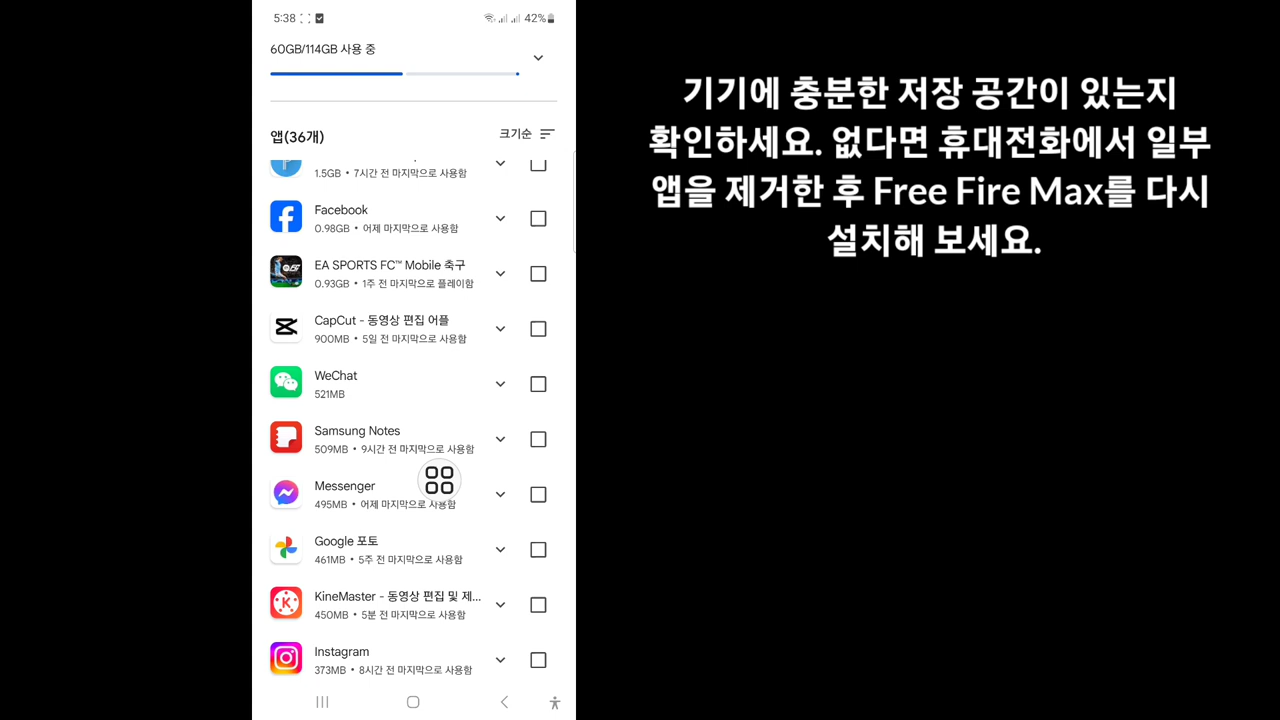 5:38
42%
60GB/114GB 사용 중
앱(36개)
크기순
1.5GB • 7시간 전 마지막으로 사용함
Facebook
0.98GB • 어제 마지막으로 사용함
EA SPORTS FC™ Mobile 축구
0.93GB • 1주 전 마지막으로 플레이함
CapCut - 동영상 편집 어플
900MB • 5일 전 마지막으로 사용함
WeChat
521MB
Samsung Notes
509MB • 9시간 전 마지막으로 사용함
Messenger
495MB • 어제 마지막으로 사용함
Google 포토
461MB • 5주 전 마지막으로 사용함
KineMaster - 동영상 편집 및 제...
450MB • 5분 전 마지막으로 사용함
Instagram
373MB • 8시간 전 마지막으로 사용함
기기에 충분한 저장 공간이 있는지
확인하세요. 없다면 휴대전화에서 일부
앱을 제거한 후 Free Fire Max를 다시
설치해 보세요.